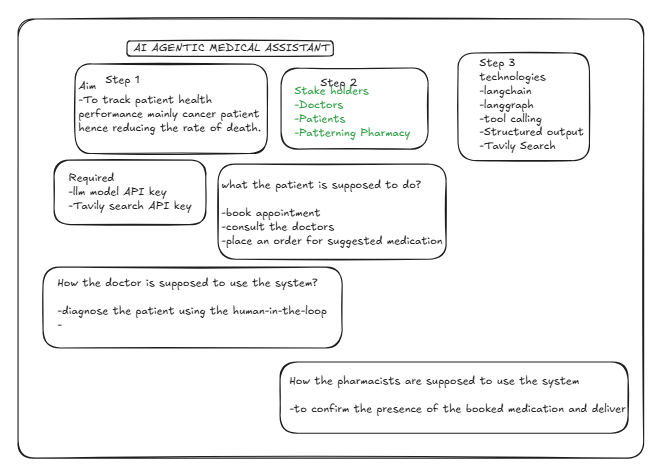 AI AGENTIC MEDICAL ASSISTANT
Step 1
Aim
-To track patient health
performance mainly cancer patient
hence reducing the rate of death.
Step 2
Stake holders
-Doctors
-Patients
-Patterning Pharmacy
Step 3
technologies
-langchain
-langgraph
-tool calling
-Structured output
-Tavily Search
Required
-llm model API key
-Tavily search API key
what the patient is supposed to do?
-book appointment
-consult the doctors
-place an order for suggested medication
How the doctor is supposed to use the system?
-diagnose the patient using the human-in-the-loop
-
How the pharmacists are supposed to use the system
-to confirm the presence of the booked medication and deliver